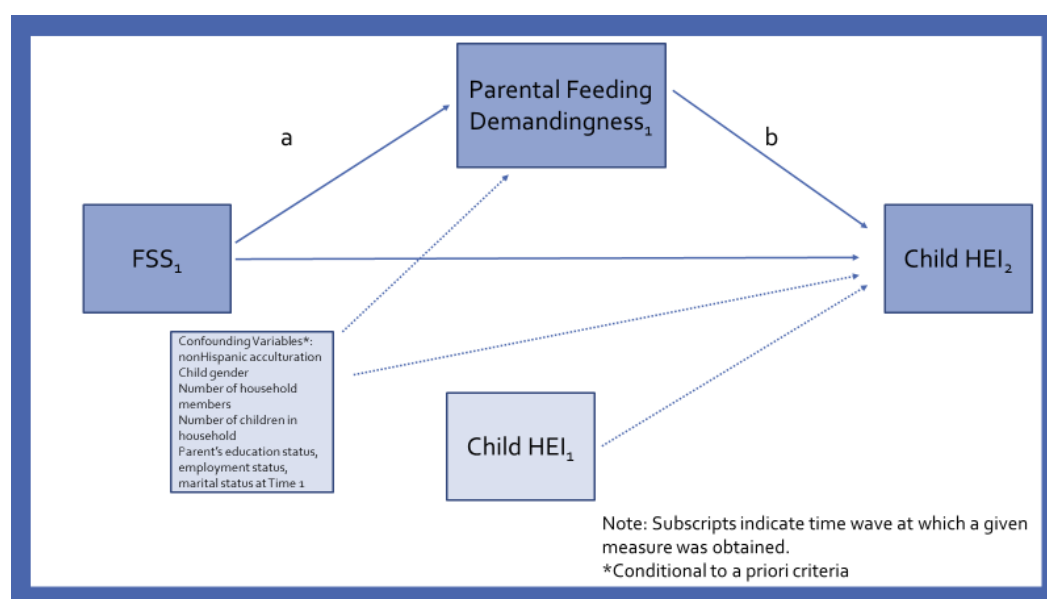 Parental Feeding
Demandingness₁
a
b
FSS₁
Child HEI₂
Confounding Variables*:
nonHispanic acculturation
Child gender
Number of household
members
Number of children in
household
Parent's education status,
employment status,
marital status at Time 1
Child HEI₁
Note: Subscripts indicate time wave at which a given
measure was obtained.
*Conditional to a priori criteria